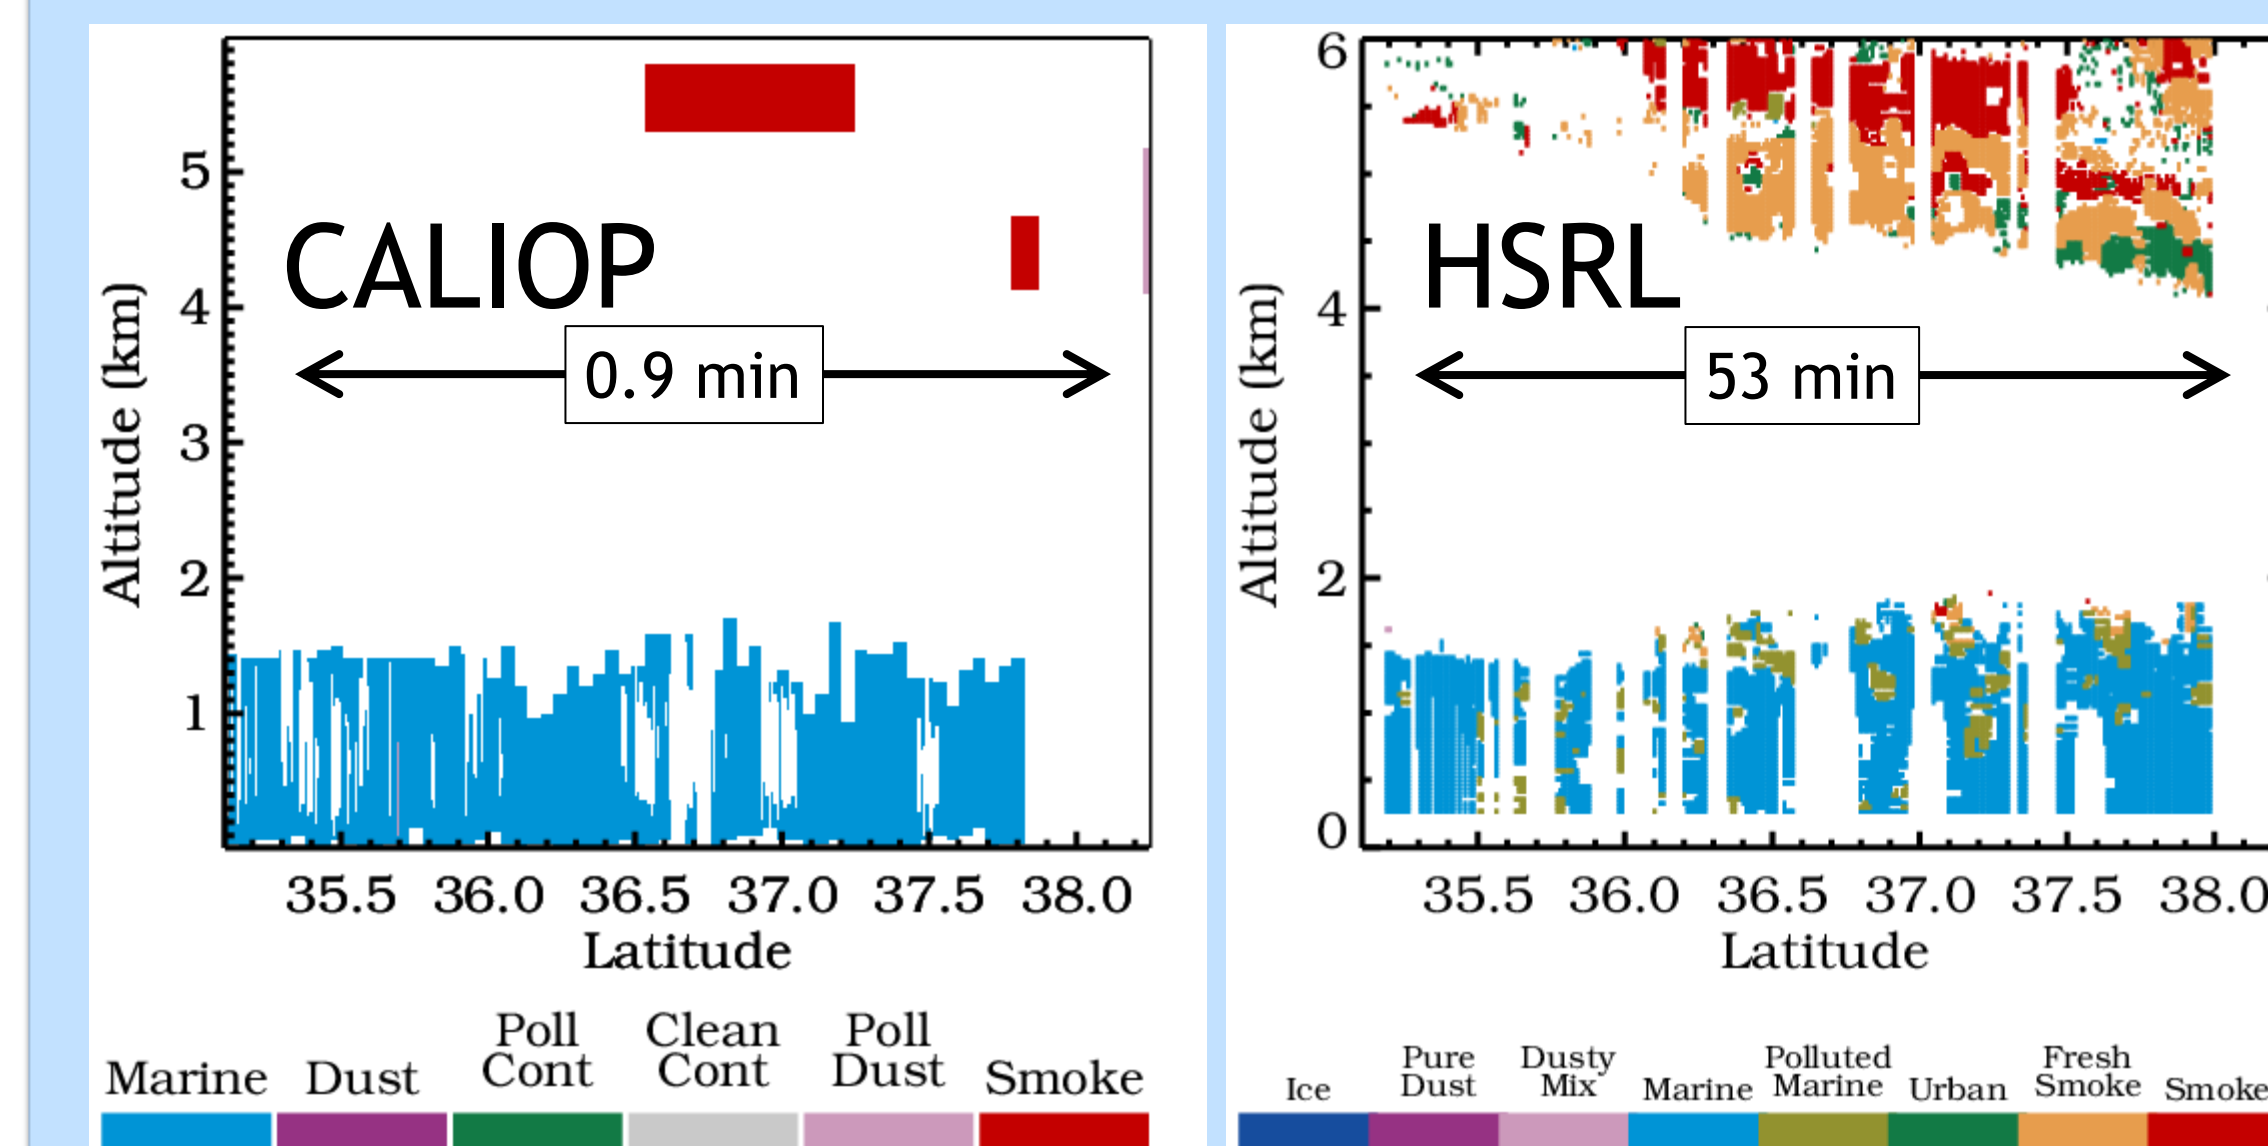 CALIOP
0.9 min
Altitude (km)
5
4
3
2
1
35.5 36.0 36.5 37.0 37.5 38.0
Latitude
Marine Dust Poll Cont Clean Cont Poll Dust Smoke
HSRL
53 min
Altitude (km)
6
4
2
0
35.5 36.0 36.5 37.0 37.5 38.0
Latitude
Ice Pure Dust Dusty Mix Marine Polluted Marine Urban Fresh Smoke Smoke